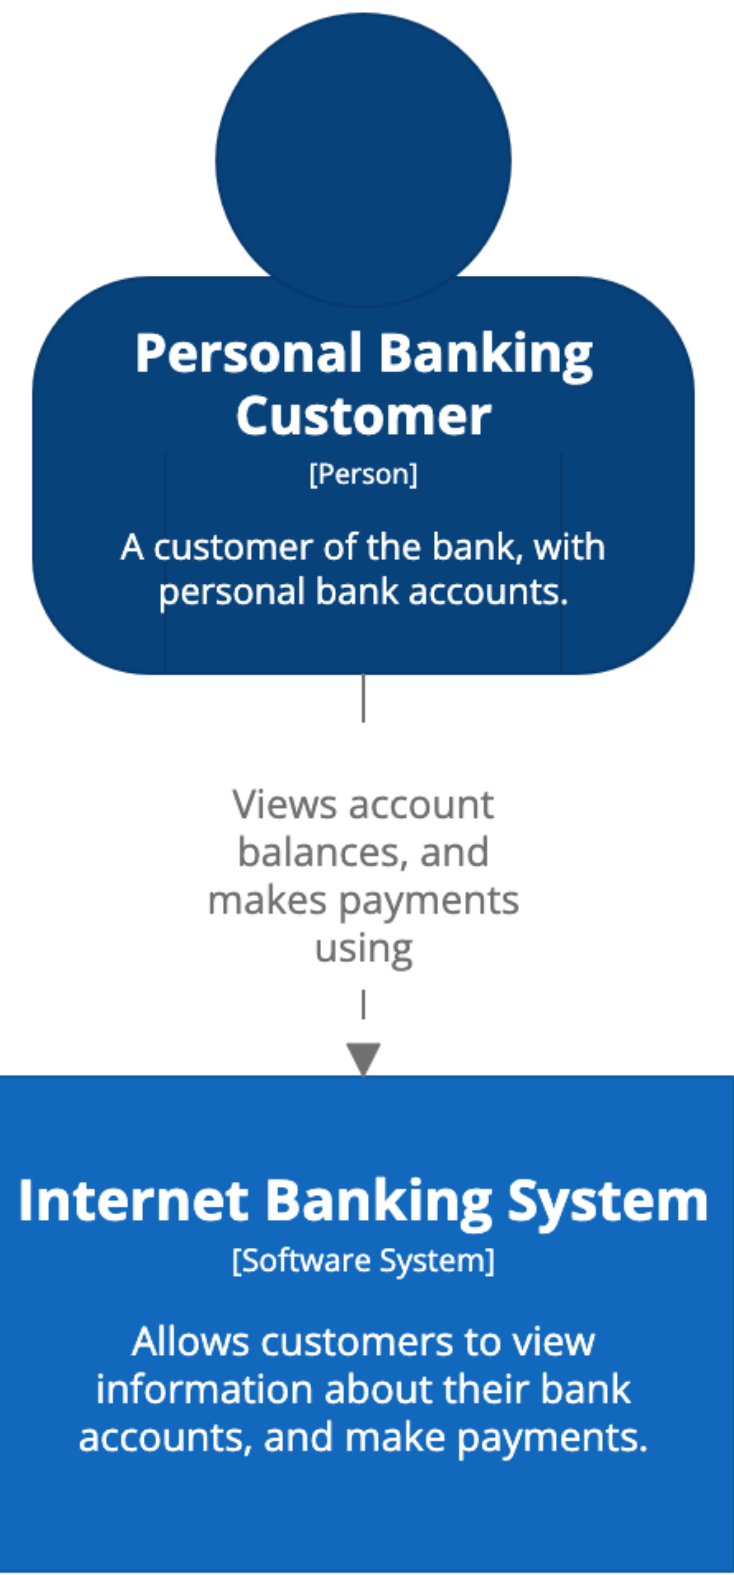 Personal Banking
Customer
[Person]
A customer of the bank, with
personal bank accounts.
Views account
balances, and
makes payments
using
Internet Banking System
[Software System]
Allows customers to view
information about their bank
accounts, and make payments.